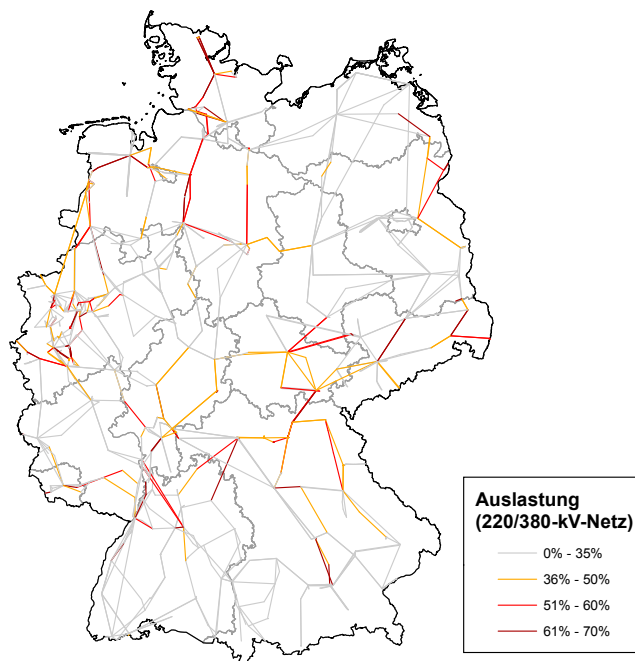 Auslastung
(220/380-kV-Netz)
0% - 35%
36% - 50%
51% - 60%
61% - 70%